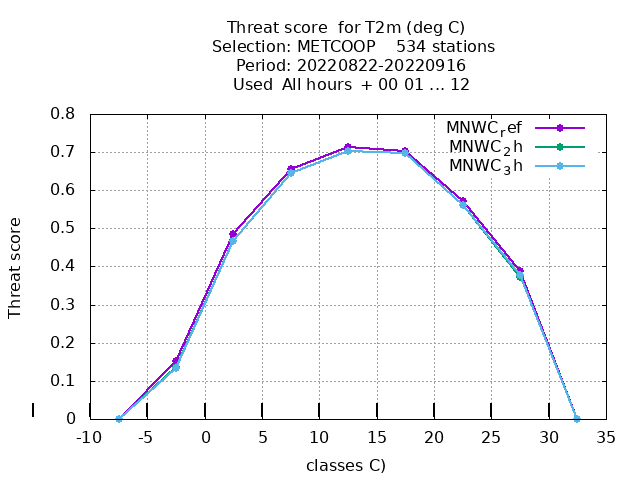 Threat score  for T2m (deg C)
Selection: METCOOP    534 stations
Period: 20220822-20220916
Used  All hours  + 00 01 ... 12
MNWC_ref
MNWC_2h
MNWC_3h
0.8
0.7
0.6
0.5
0.4
0.3
0.2
0.1
0
Threat score
-10 -5 0 5 10 15 20 25 30 35
classes C)